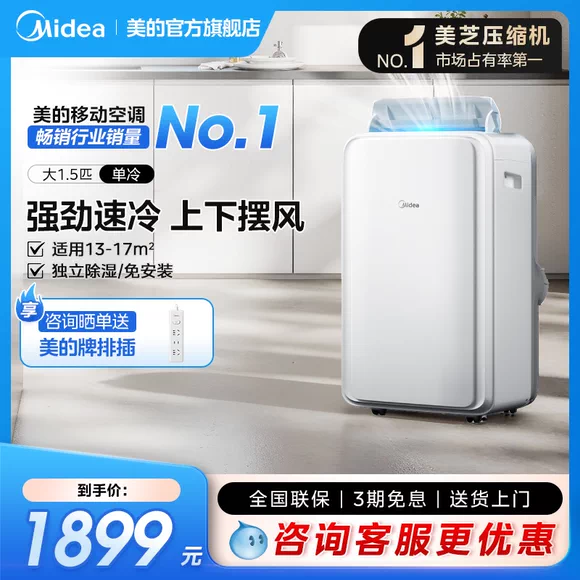 Midea 美的官方旗舰店
NO.1 美芝压缩机
市场占有率第一
美的移动空调
畅销行业销量
No.1
大1.5匹 单冷
强劲速冷 上下摆风
适用13-17m²
独立除湿/免安装
享
咨询晒单送
美的牌排插
Midea
到手价：
1899元
全国联保 3期免息 送货上门
咨询客服更优惠